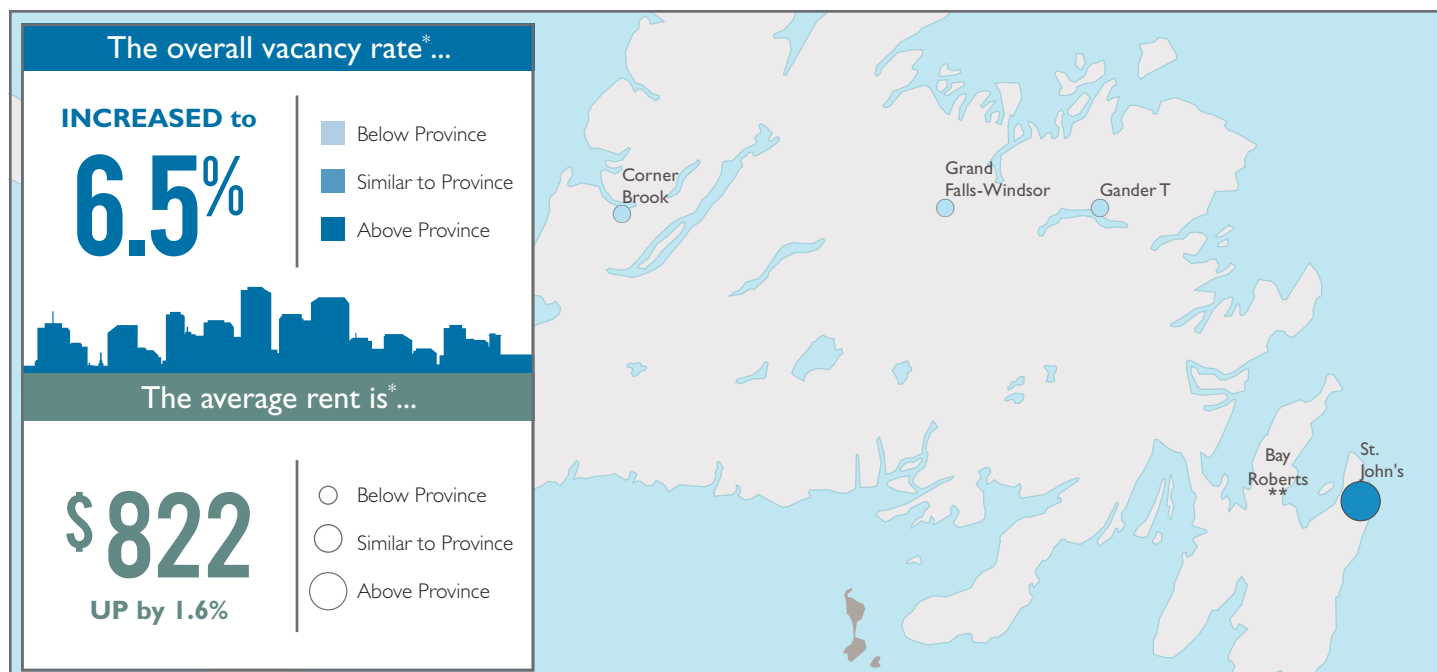 The overall vacancy rate*...
INCREASED to
6.5%
Below Province
Similar to Province
Above Province
The average rent is*...
$822
UP by 1.6%
Below Province
Similar to Province
Above Province
Corner
Brook
Grand
Falls-Windsor
Gander T
Bay
Roberts
**
St.
John's